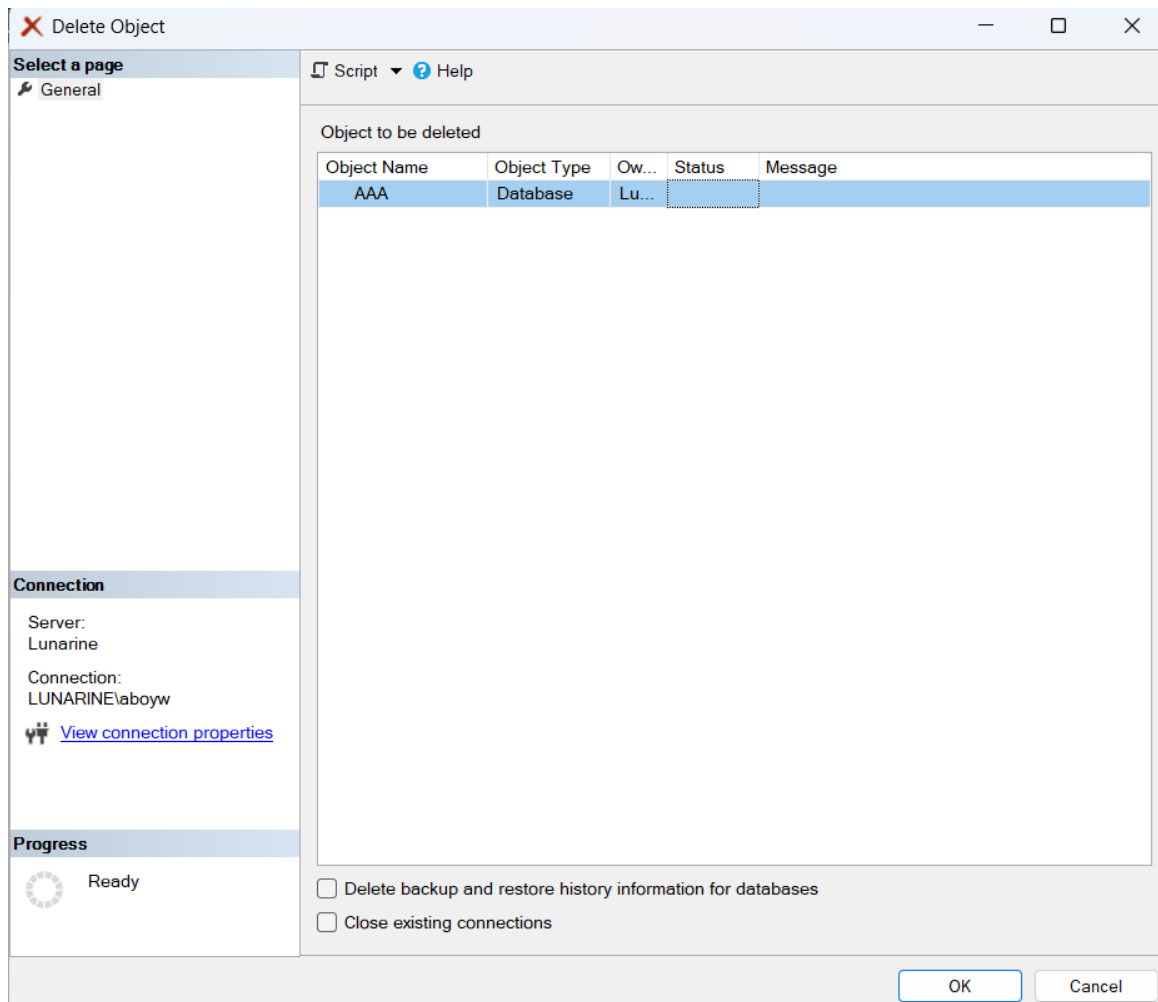 Delete Object
Select a page
General
Script Help
Object to be deleted
Object Name Object Type Ow... Status Message
AAA Database Lu...
Connection
Server:
Lunarine
Connection:
LUNARINE\aboyw
View connection properties
Progress
Ready
Delete backup and restore history information for databases
Close existing connections
OK Cancel